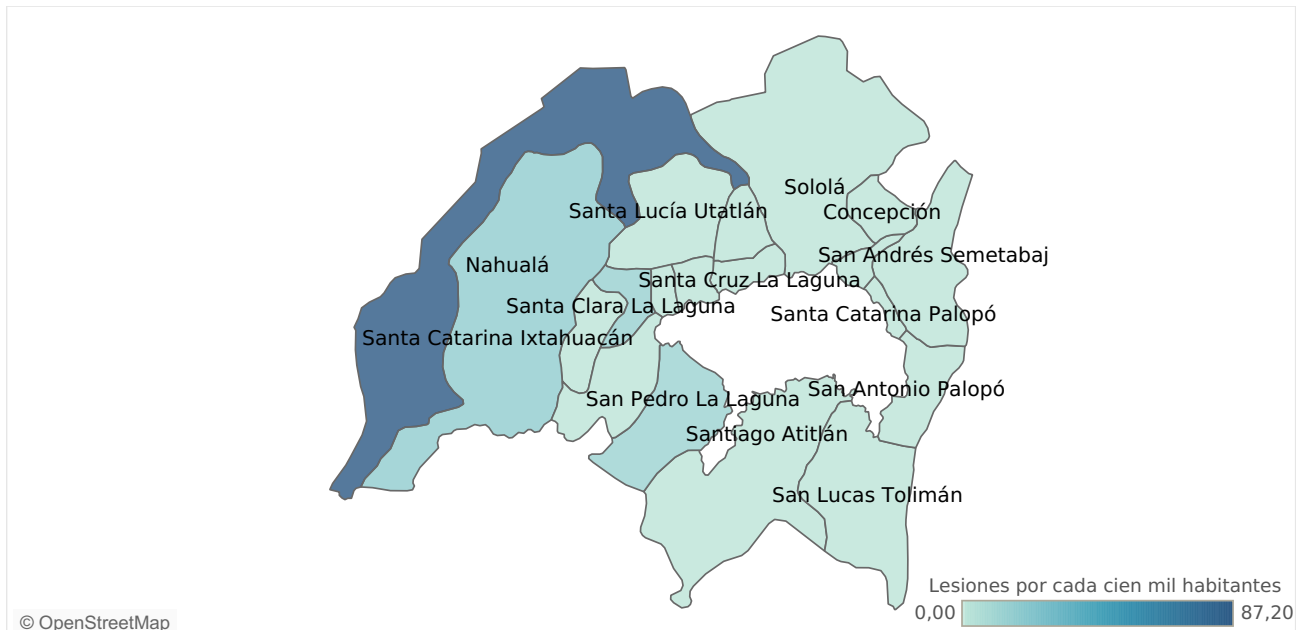 Sololá
Santa Lucía Utatlán
Concepción
San Andrés Semetabaj
Nahualá
Santa Cruz La Laguna
Santa Clara La Laguna
Santa Catarina Palopó
Santa Catarina Ixtahuacán
San Antonio Palopó
San Pedro La Laguna
Santiago Atitlán
San Lucas Tolimán
Lesiones por cada cien mil habitantes
0,00
87,20
© OpenStreetMap